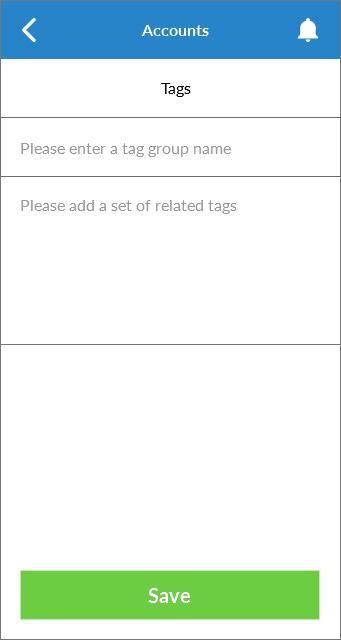 Accounts
Tags
Please enter a tag group name
Please add a set of related tags
Save